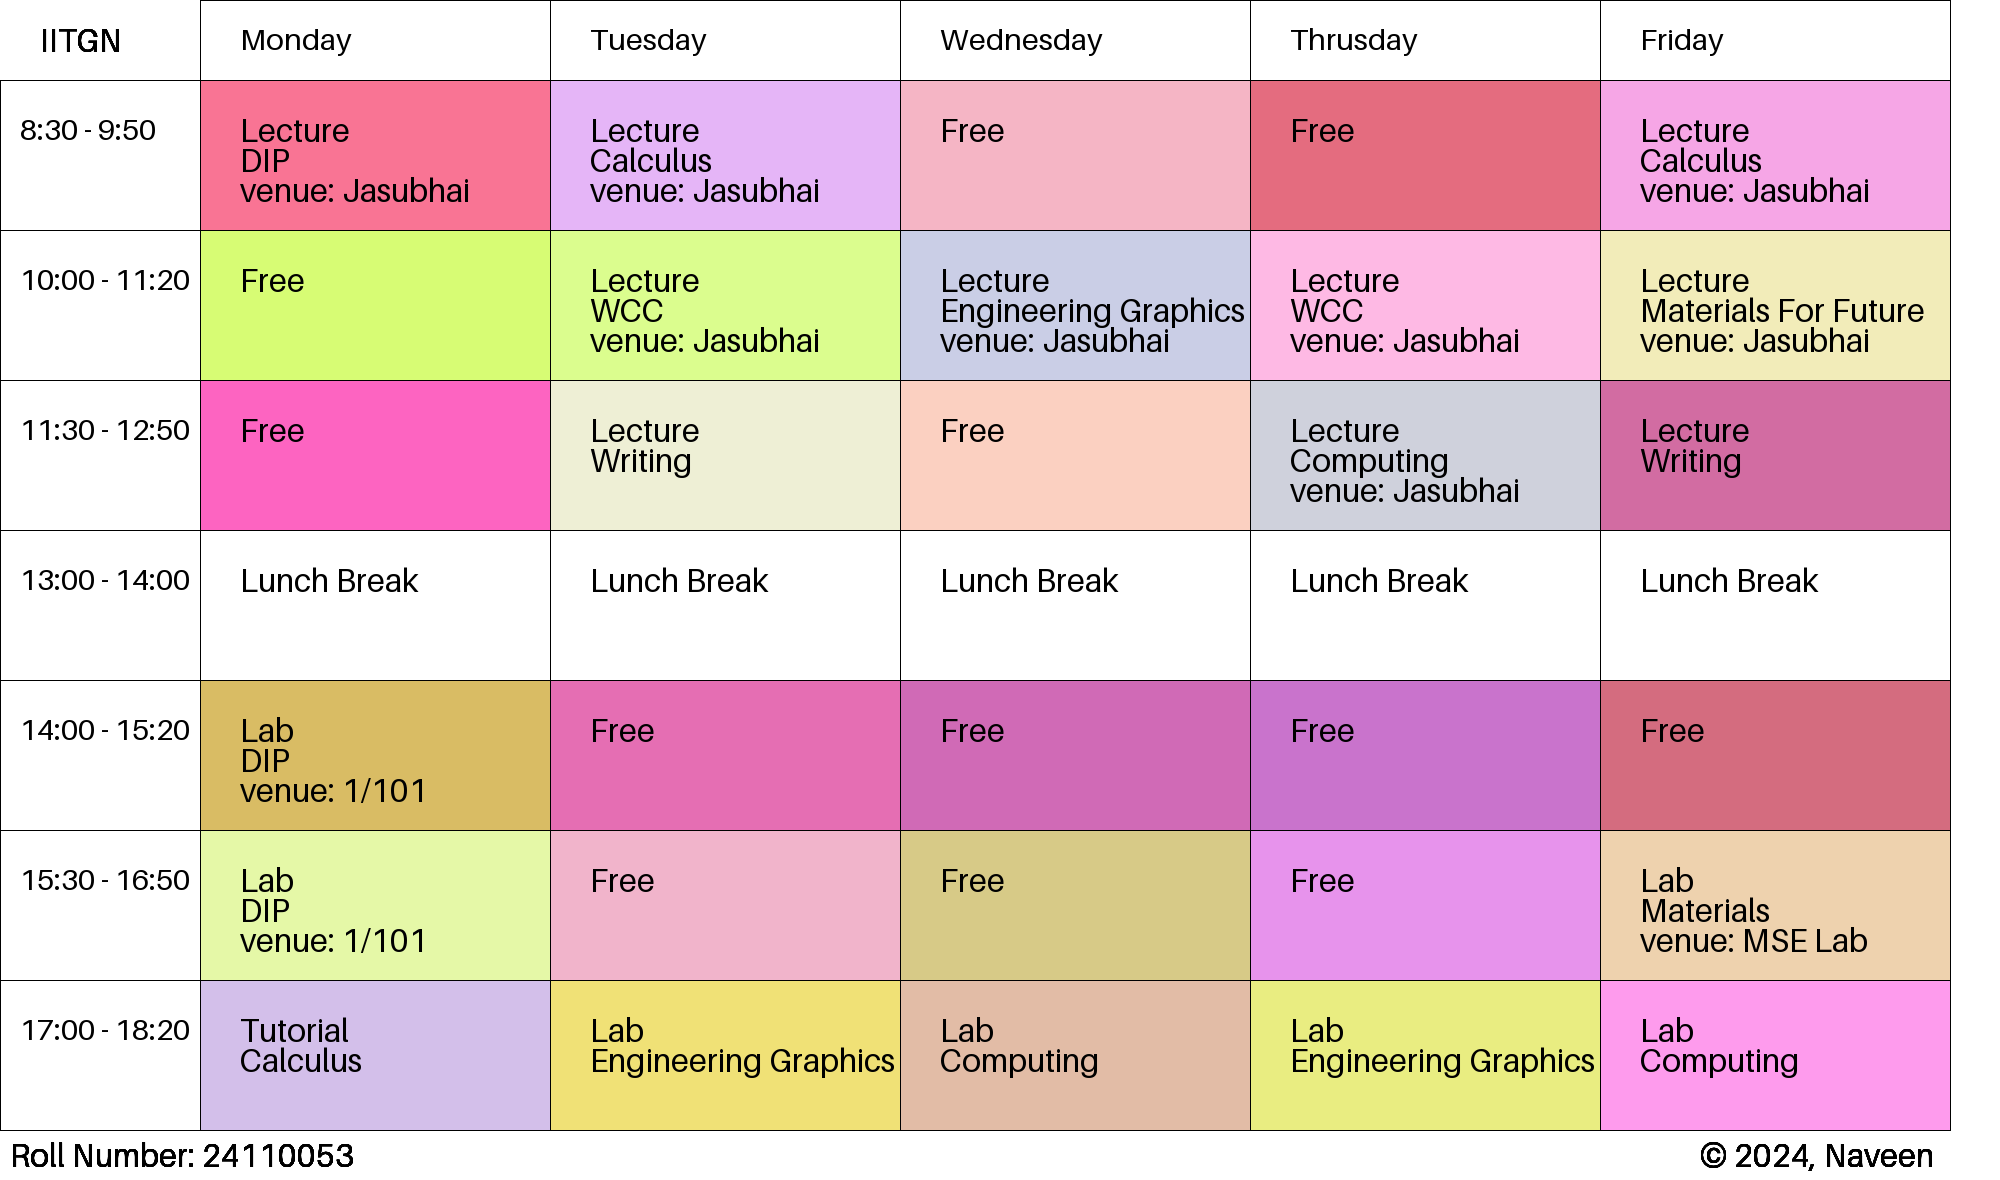 IITGN Monday Tuesday Wednesday Thrusday Friday
8:30 - 9:50
Lecture
DIP
venue: Jasubhai
Lecture
Calculus
venue: Jasubhai
Free
Free
Lecture
Calculus
venue: Jasubhai
10:00 - 11:20
Free
Lecture
WCC
venue: Jasubhai
Lecture
Engineering Graphics
venue: Jasubhai
Lecture
WCC
venue: Jasubhai
Lecture
Materials For Future
venue: Jasubhai
11:30 - 12:50
Free
Lecture
Writing
Free
Lecture
Computing
venue: Jasubhai
Lecture
Writing
13:00 - 14:00
Lunch Break
Lunch Break
Lunch Break
Lunch Break
Lunch Break
14:00 - 15:20
Lab
DIP
venue: 1/101
Free
Free
Free
Free
15:30 - 16:50
Lab
DIP
venue: 1/101
Free
Free
Free
Lab
Materials
venue: MSE Lab
17:00 - 18:20
Tutorial
Calculus
Lab
Engineering Graphics
Lab
Computing
Lab
Engineering Graphics
Lab
Computing
Roll Number: 24110053
© 2024, Naveen